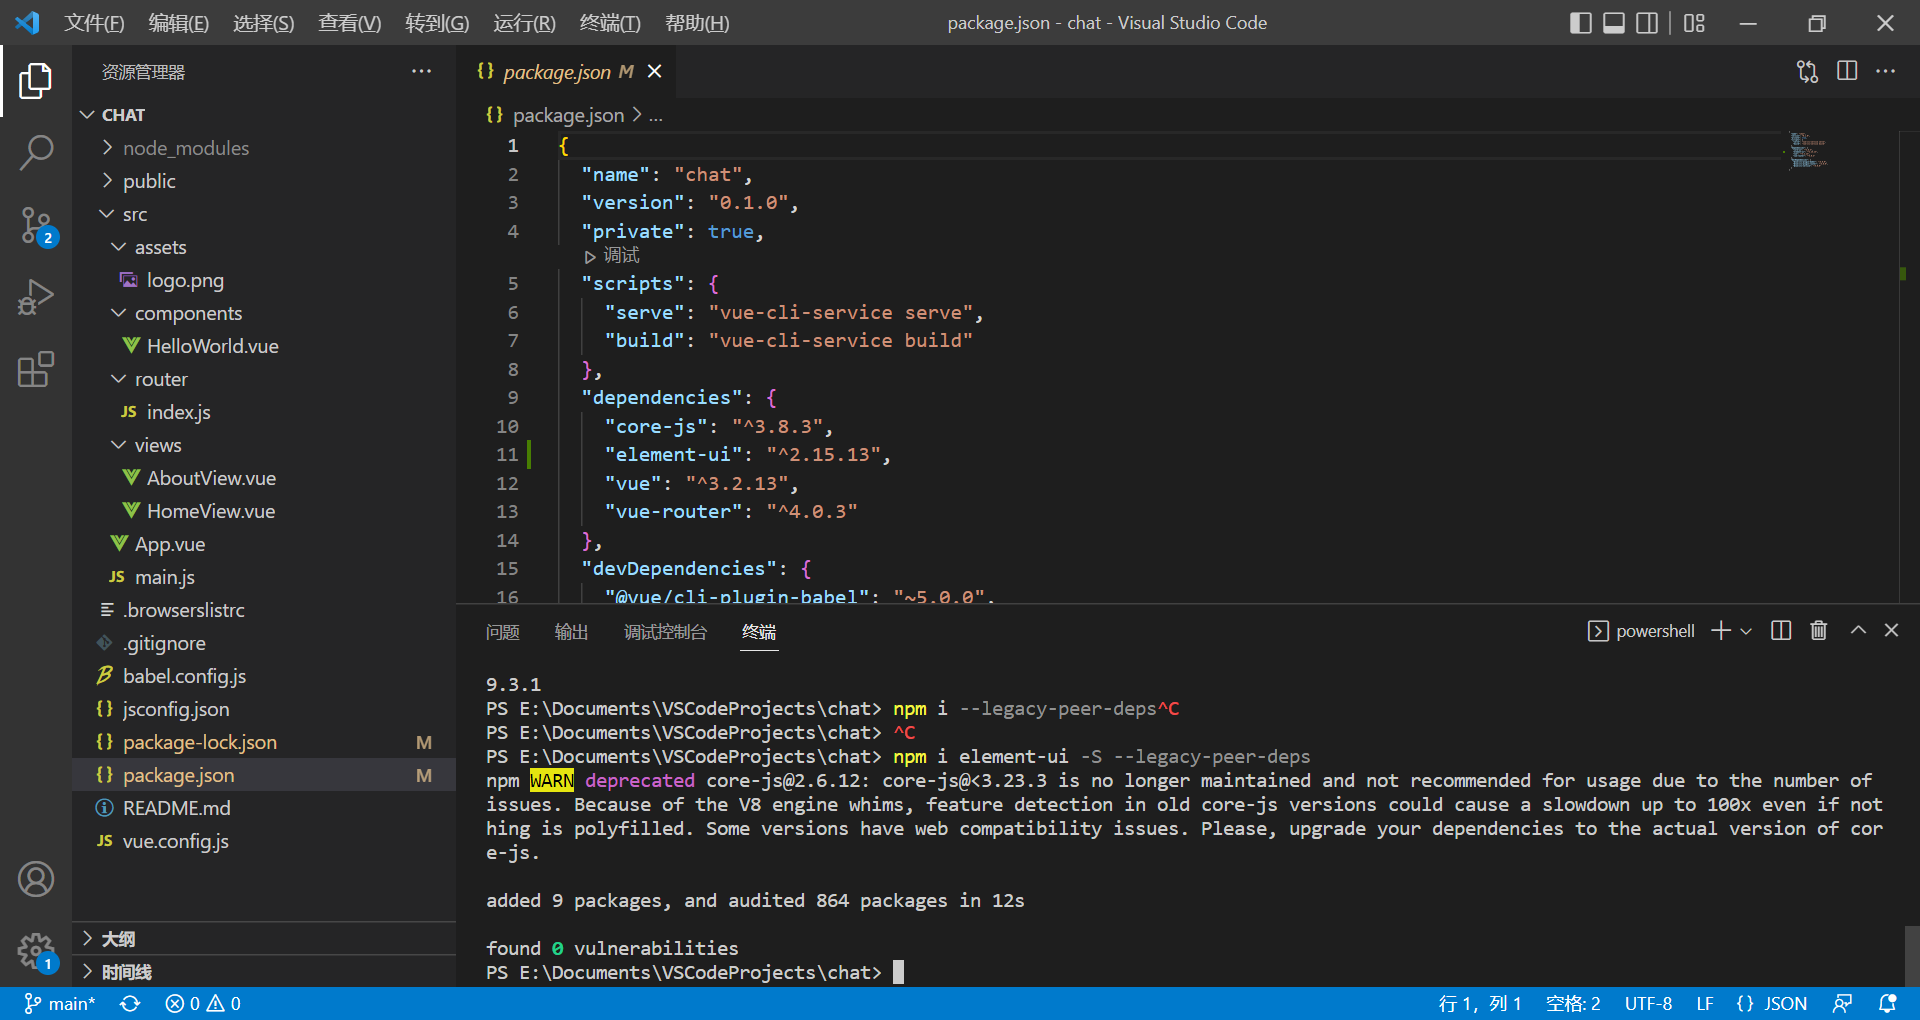 文件(F) 编辑(E) 选择(S) 查看(V) 转到(G) 运行(R) 终端(T) 帮助(H) package.json - chat - Visual Studio Code
资源管理器
CHAT
node_modules
public
src
assets
logo.png
components
HelloWorld.vue
router
JS index.js
views
AboutView.vue
HomeView.vue
App.vue
JS main.js
.browserslistrc
.gitignore
babel.config.js
{} jsconfig.json
{} package-lock.json M
{} package.json M
README.md
JS vue.config.js
大纲
时间线
2
1
{} package.json M
{} package.json > ...
1 {
2 "name": "chat",
3 "version": "0.1.0",
4 "private": true,
调试
5 "scripts": {
6 "serve": "vue-cli-service serve",
7 "build": "vue-cli-service build"
8 },
9 "dependencies": {
10 "core-js": "^3.8.3",
11 "element-ui": "^2.15.13",
12 "vue": "^3.2.13",
13 "vue-router": "^4.0.3"
14 },
15 "devDependencies": {
16 "@vue/cli-plugin-babel": "~5.0.0",
问题 输出 调试控制台 终端 powershell
9.3.1
PS E:\Documents\VSCodeProjects\chat> npm i --legacy-peer-deps^C
PS E:\Documents\VSCodeProjects\chat> ^C
PS E:\Documents\VSCodeProjects\chat> npm i element-ui -S --legacy-peer-deps
npm WARN deprecated core-js@2.6.12: core-js@<3.23.3 is no longer maintained and not recommended for usage due to the number of
issues. Because of the V8 engine whims, feature detection in old core-js versions could cause a slowdown up to 100x even if not
hing is polyfilled. Some versions have web compatibility issues. Please, upgrade your dependencies to the actual version of cor
e-js.
added 9 packages, and audited 864 packages in 12s
found 0 vulnerabilities
PS E:\Documents\VSCodeProjects\chat>
main* 0 0 行 1，列 1 空格: 2 UTF-8 LF {} JSON